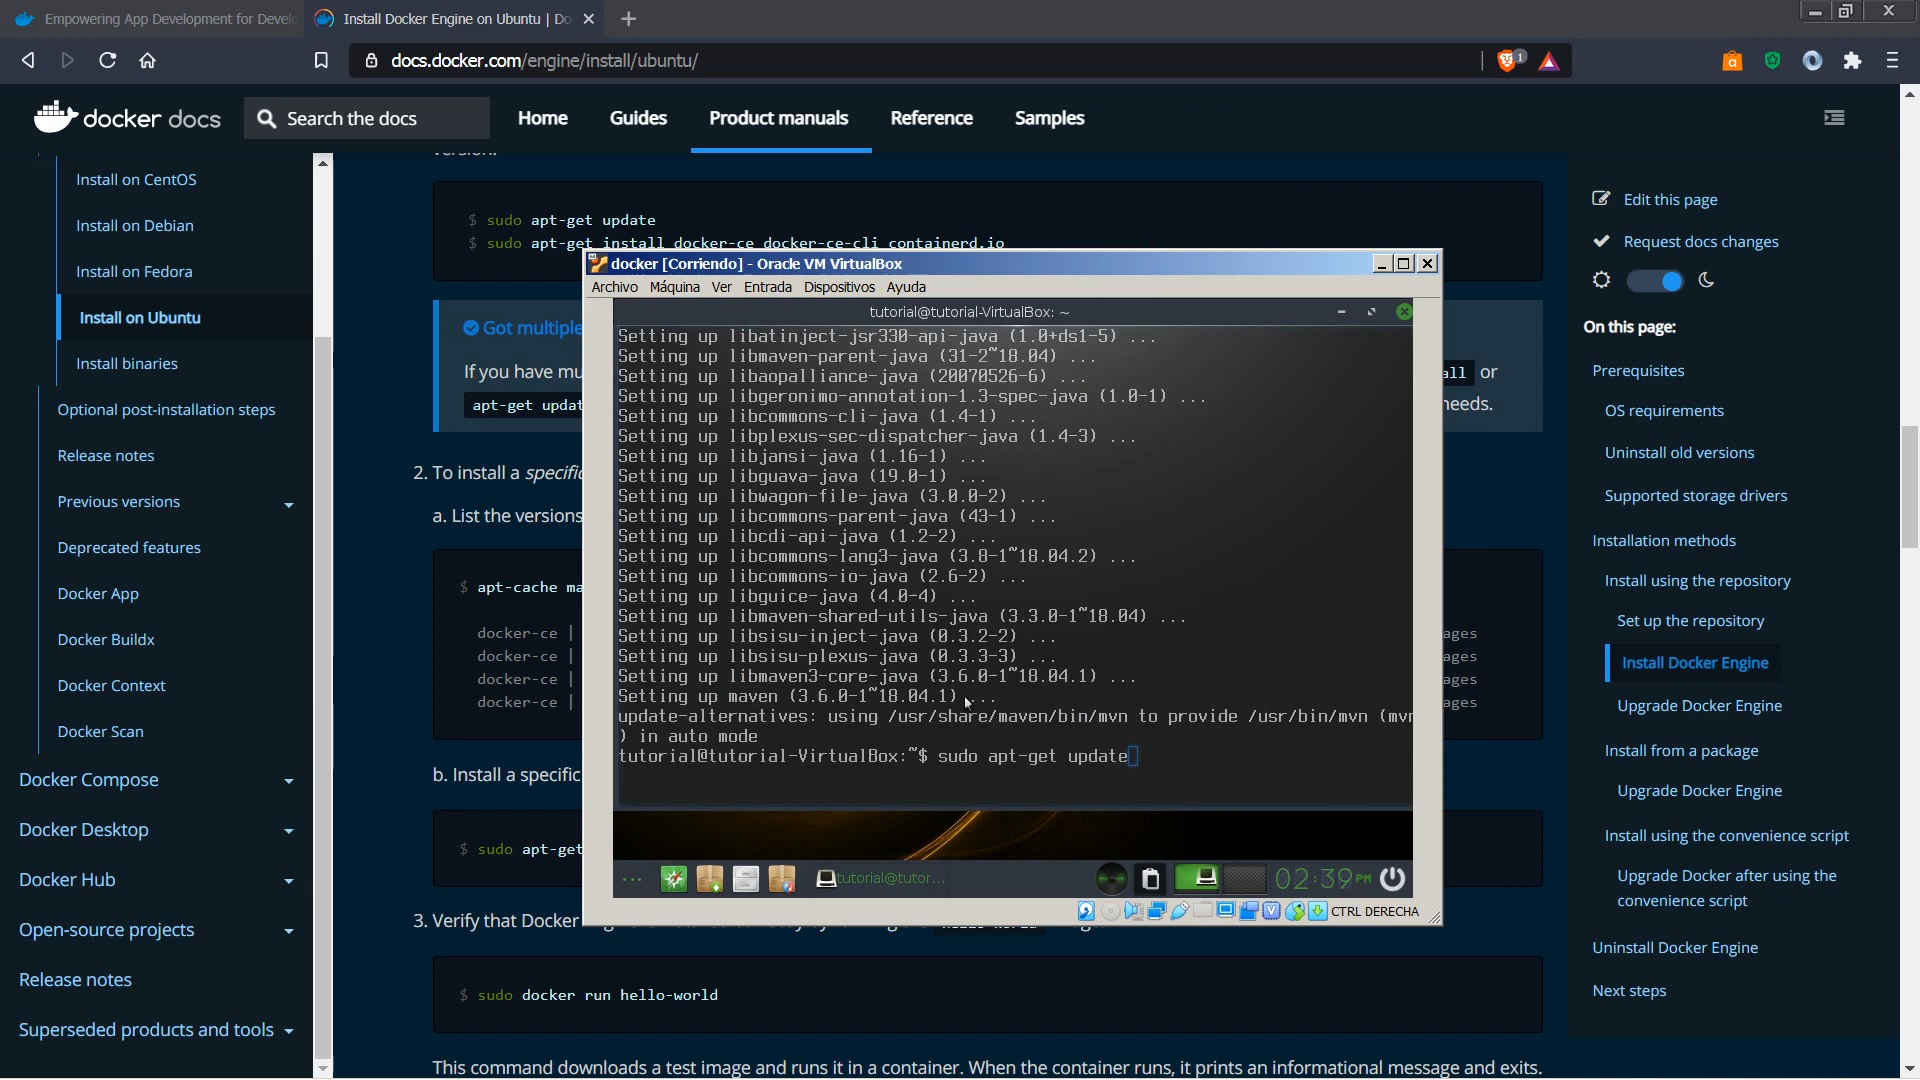 Empowering App Development for Develo
Install Docker Engine on Ubuntu | Do
docs.docker.com/engine/install/ubuntu/
1
docker docs
Search the docs
Home
Guides
Product manuals
Reference
Samples
Install on CentOS
Install on Debian
Install on Fedora
Install on Ubuntu
Install binaries
Optional post-installation steps
Release notes
Previous versions
Deprecated features
Docker App
Docker Buildx
Docker Context
Docker Scan
Docker Compose
Docker Desktop
Docker Hub
Open-source projects
Release notes
Superseded products and tools
version.
$ sudo apt-get update
$ sudo apt-get install docker-ce docker-ce-cli containerd.io
Got multiple
If you have mu
all or
apt-get updat
needs.
2. To install a specific
a. List the versions
$ apt-cache ma
docker-ce | ages
docker-ce | ages
docker-ce | ages
docker-ce | ages
b. Install a specific
$ sudo apt-get
3. Verify that Docker
$ sudo docker run hello-world
This command downloads a test image and runs it in a container. When the container runs, it prints an informational message and exits.
docker [Corriendo] - Oracle VM VirtualBox
Archivo Máquina Ver Entrada Dispositivos Ayuda
tutorial@tutorial-VirtualBox: ~
Setting up libatinject-jsr330-api-java (1.0+ds1-5) ...
Setting up libmaven-parent-java (31-2~18.04) ...
Setting up libaopalliance-java (20070526-6) ...
Setting up libgeronimo-annotation-1.3-spec-java (1.0-1) ...
Setting up libcommons-cli-java (1.4-1) ...
Setting up libplexus-sec-dispatcher-java (1.4-3) ...
Setting up libjansi-java (1.16-1) ...
Setting up libguava-java (19.0-1) ...
Setting up libwagon-file-java (3.0.0-2) ...
Setting up libcommons-parent-java (43-1) ...
Setting up libcdi-api-java (1.2-2) ...
Setting up libcommons-lang3-java (3.8-1~18.04.2) ...
Setting up libcommons-io-java (2.6-2) ...
Setting up libguice-java (4.0-4) ...
Setting up libmaven-shared-utils-java (3.3.0-1~18.04) ...
Setting up libsisu-inject-java (0.3.2-2) ...
Setting up libsisu-plexus-java (0.3.3-3) ...
Setting up libmaven3-core-java (3.6.0-1~18.04.1) ...
Setting up maven (3.6.0-1~18.04.1) ...
update-alternatives: using /usr/share/maven/bin/mvn to provide /usr/bin/mvn (mvn
) in auto mode
tutorial@tutorial-VirtualBox:~$ sudo apt-get update
tutorial@tutor...
02:39 PM
CTRL DERECHA
Edit this page
Request docs changes
On this page:
Prerequisites
OS requirements
Uninstall old versions
Supported storage drivers
Installation methods
Install using the repository
Set up the repository
Install Docker Engine
Upgrade Docker Engine
Install from a package
Upgrade Docker Engine
Install using the convenience script
Upgrade Docker after using the
convenience script
Uninstall Docker Engine
Next steps